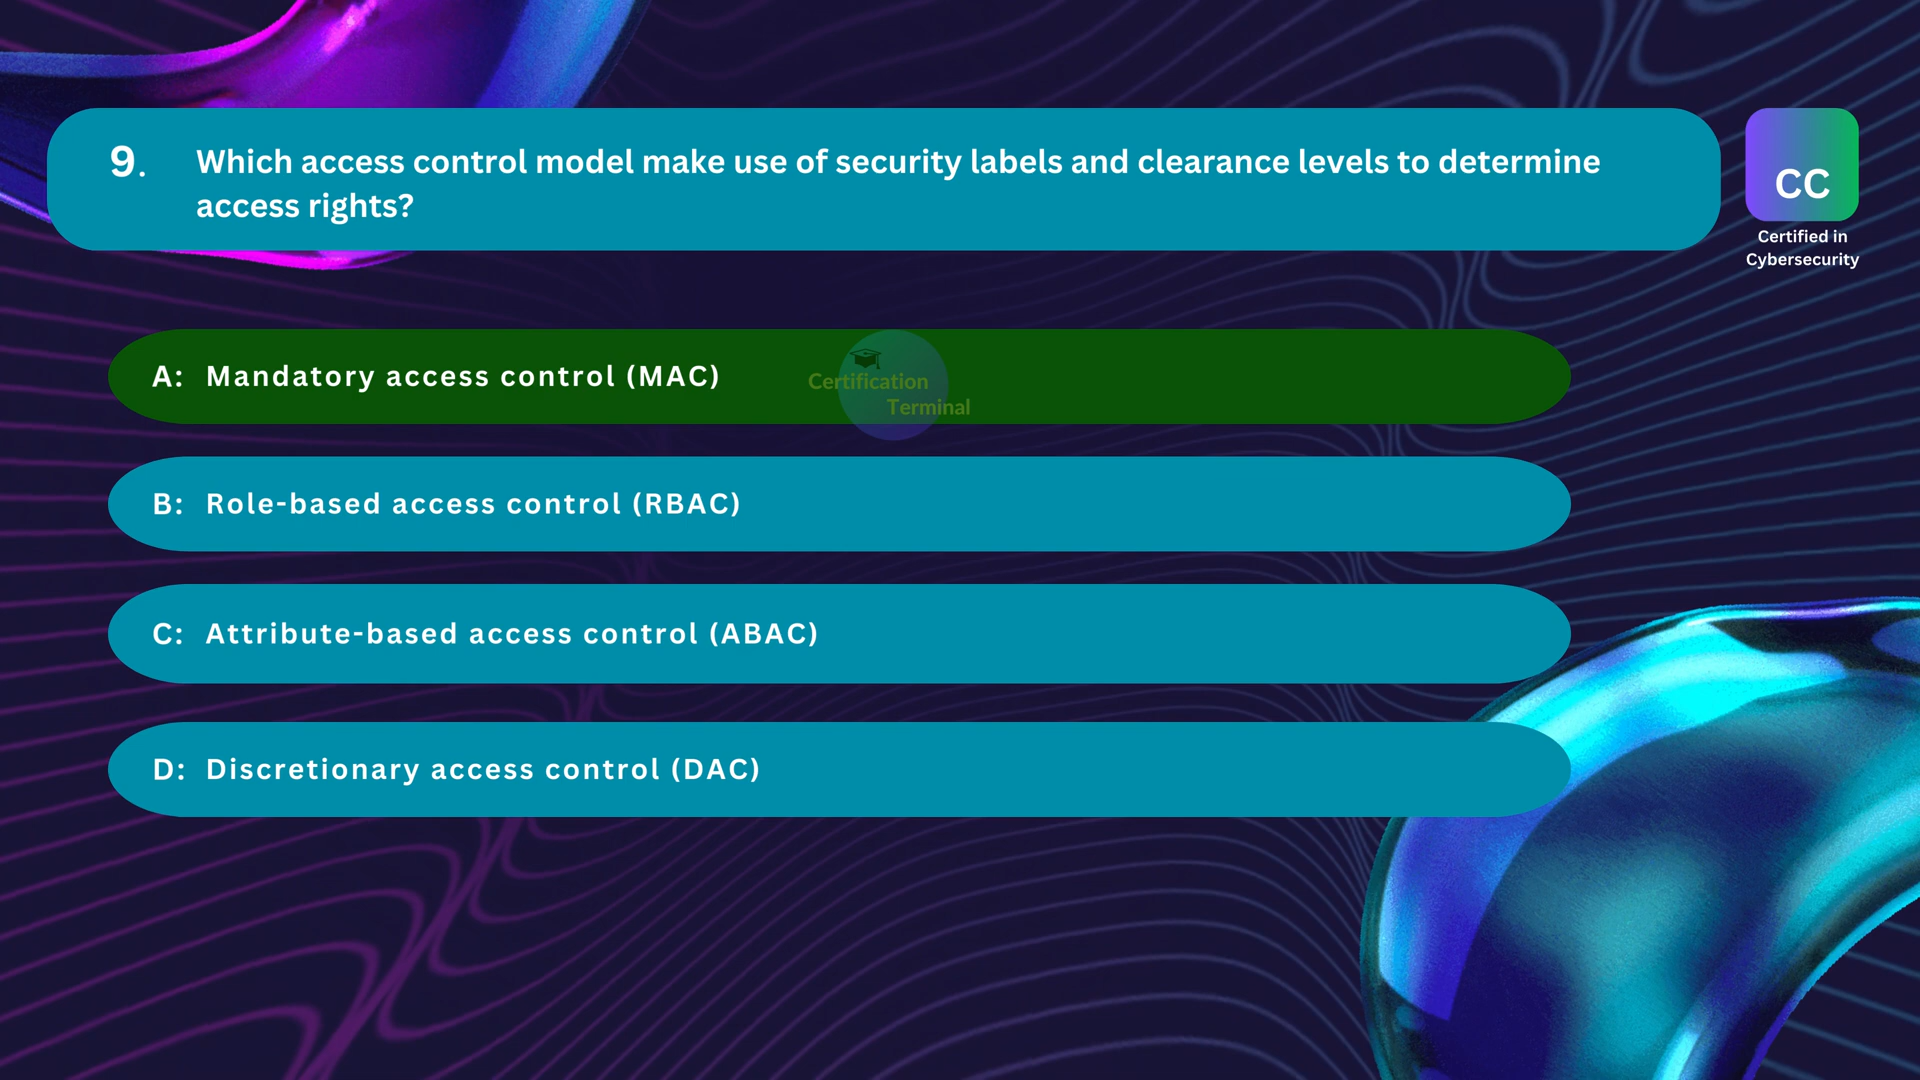 9. Which access control model make use of security labels and clearance levels to determine
access rights?
CC
Certified in
Cybersecurity
A: Mandatory access control (MAC)
Certification
Terminal
B: Role-based access control (RBAC)
C: Attribute-based access control (ABAC)
D: Discretionary access control (DAC)